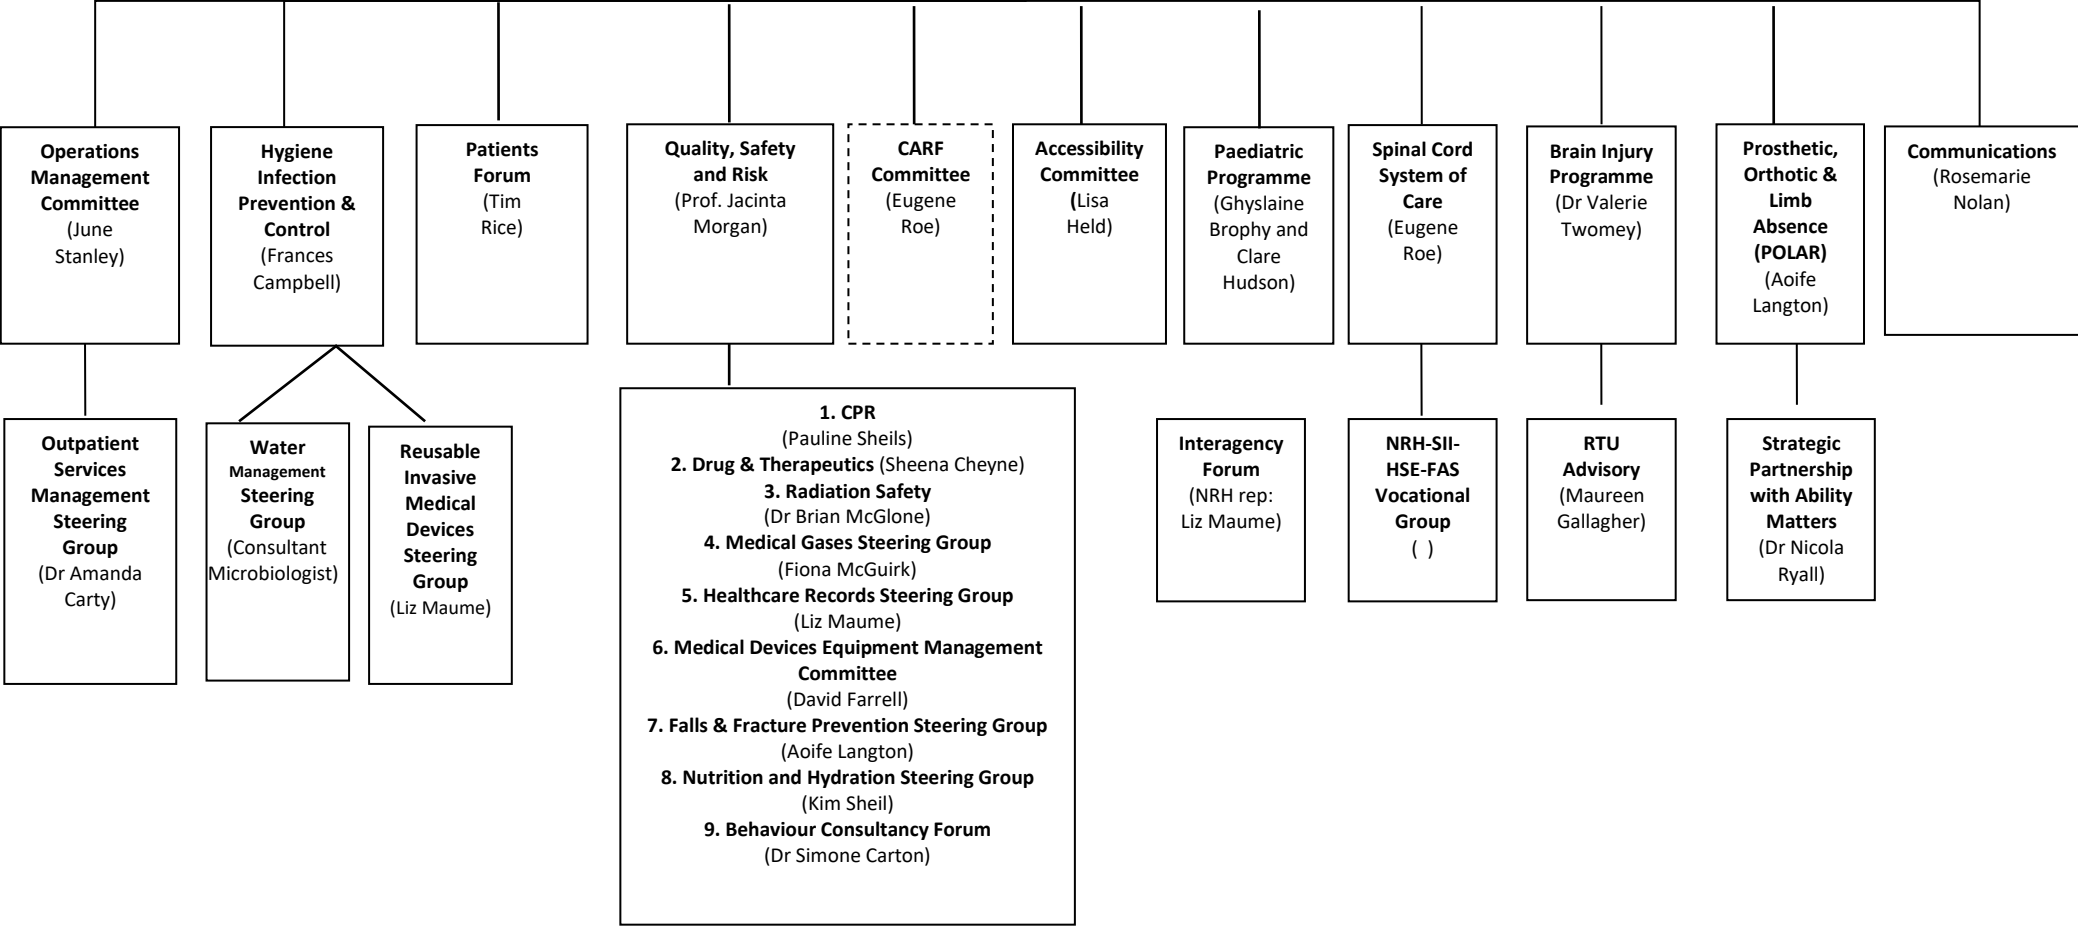 Operations
Management
Committee
(June
Stanley)
Hygiene
Infection
Prevention &
Control
(Frances
Campbell)
Patients
Forum
(Tim
Rice)
Quality, Safety
and Risk
(Prof. Jacinta
Morgan)
CARF
Committee
(Eugene
Roe)
Accessibility
Committee
(Lisa
Held)
Paediatric
Programme
(Ghyslaine
Brophy and
Clare
Hudson)
Spinal Cord
System of
Care
(Eugene
Roe)
Brain Injury
Programme
(Dr Valerie
Twomey)
Prosthetic,
Orthotic &
Limb
Absence
(POLAR)
(Aoife
Langton)
Communications
(Rosemarie
Nolan)
Outpatient
Services
Management
Steering
Group
(Dr Amanda
Carty)
Water
Management
Steering
Group
(Consultant
Microbiologist)
Reusable
Invasive
Medical
Devices
Steering
Group
(Liz Maume)
1. CPR
(Pauline Sheils)
2. Drug & Therapeutics (Sheena Cheyne)
3. Radiation Safety
(Dr Brian McGlone)
4. Medical Gases Steering Group
(Fiona McGuirk)
5. Healthcare Records Steering Group
(Liz Maume)
6. Medical Devices Equipment Management
Committee
(David Farrell)
7. Falls & Fracture Prevention Steering Group
(Aoife Langton)
8. Nutrition and Hydration Steering Group
(Kim Sheil)
9. Behaviour Consultancy Forum
(Dr Simone Carton)
Interagency
Forum
(NRH rep:
Liz Maume)
NRH-SII-
HSE-FAS
Vocational
Group
( )
RTU
Advisory
(Maureen
Gallagher)
Strategic
Partnership
with Ability
Matters
(Dr Nicola
Ryall)